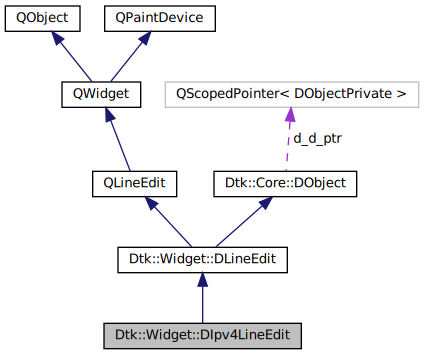 QObject
QPaintDevice
QWidget
QScopedPointer< DObjectPrivate >
d_d_ptr
QLineEdit
Dtk::Core::DObject
Dtk::Widget::DLineEdit
Dtk::Widget::DIpv4LineEdit